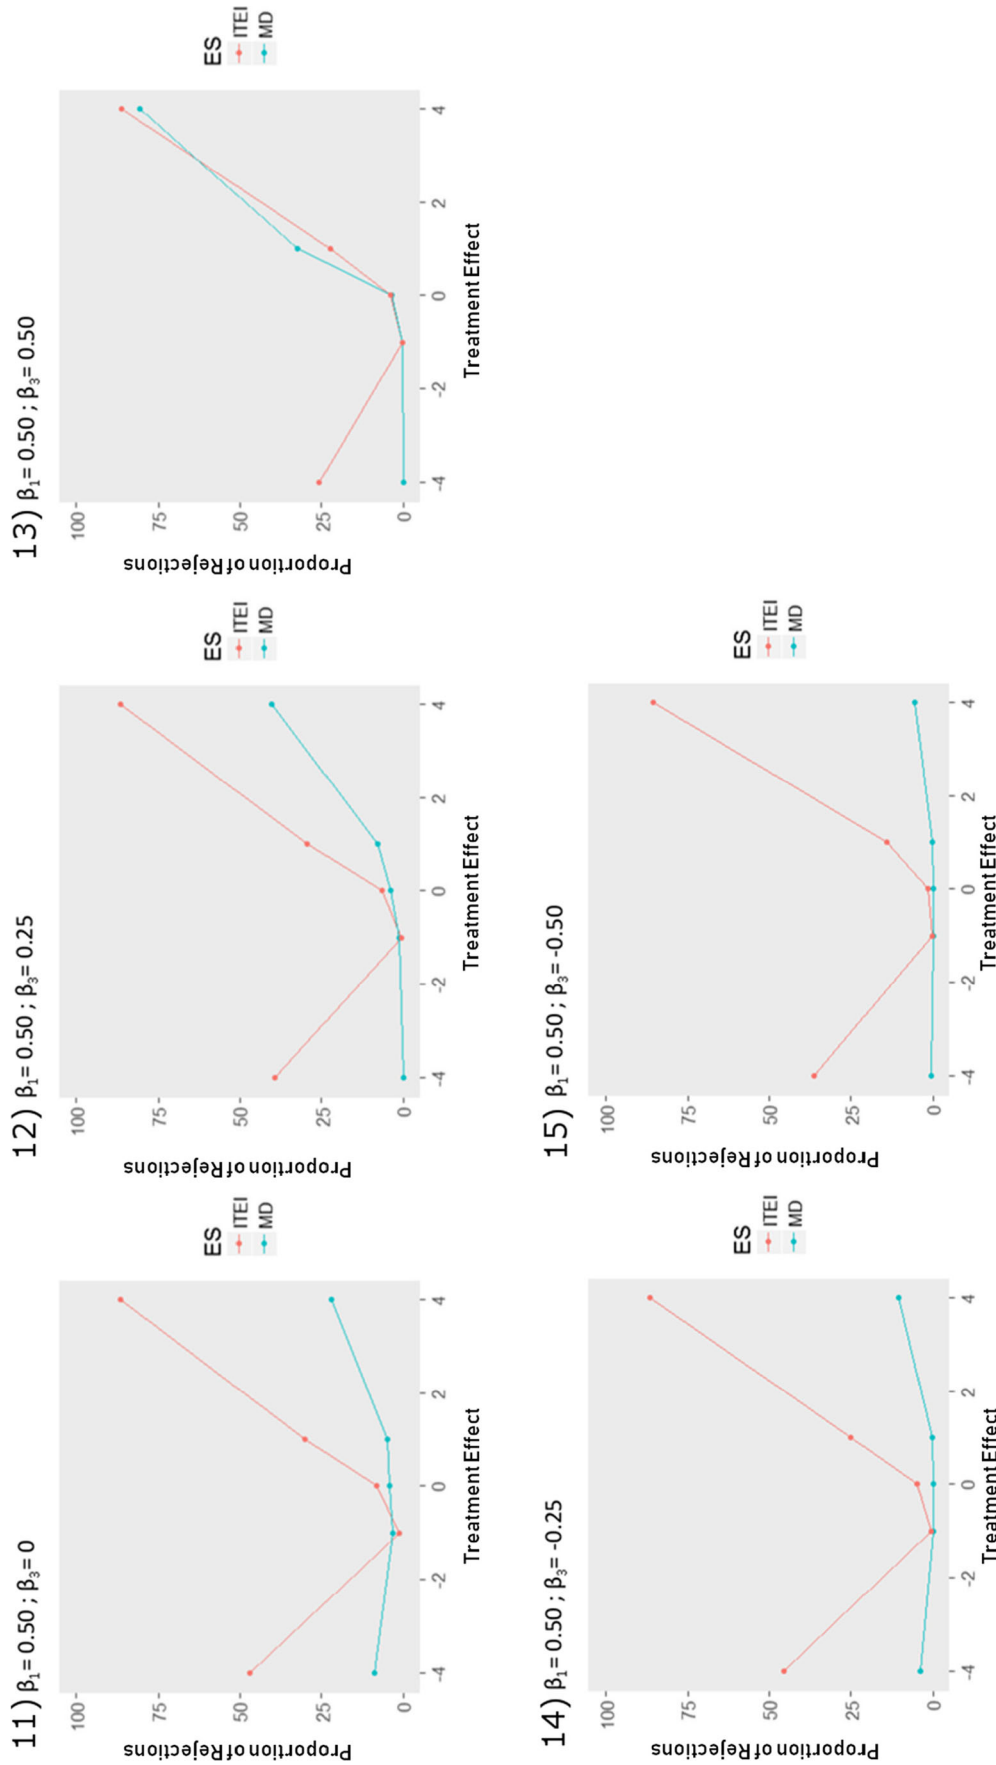 11) β₁= 0.50 ; β₃= 0
Proportion of Rejections
100
75
50
25
0
-4
-2
0
2
4
Treatment Effect
ES
ITEI
MD
12) β₁= 0.50 ; β₃= 0.25
Proportion of Rejections
100
75
50
25
0
-4
-2
0
2
4
Treatment Effect
ES
ITEI
MD
13) β₁= 0.50 ; β₃= 0.50
Proportion of Rejections
100
75
50
25
0
-4
-2
0
2
4
Treatment Effect
ES
ITEI
MD
14) β₁= 0.50 ; β₃= -0.25
Proportion of Rejections
100
75
50
25
0
-4
-2
0
2
4
Treatment Effect
ES
ITEI
MD
15) β₁= 0.50 ; β₃= -0.50
Proportion of Rejections
100
75
50
25
0
-4
-2
0
2
4
Treatment Effect
ES
ITEI
MD